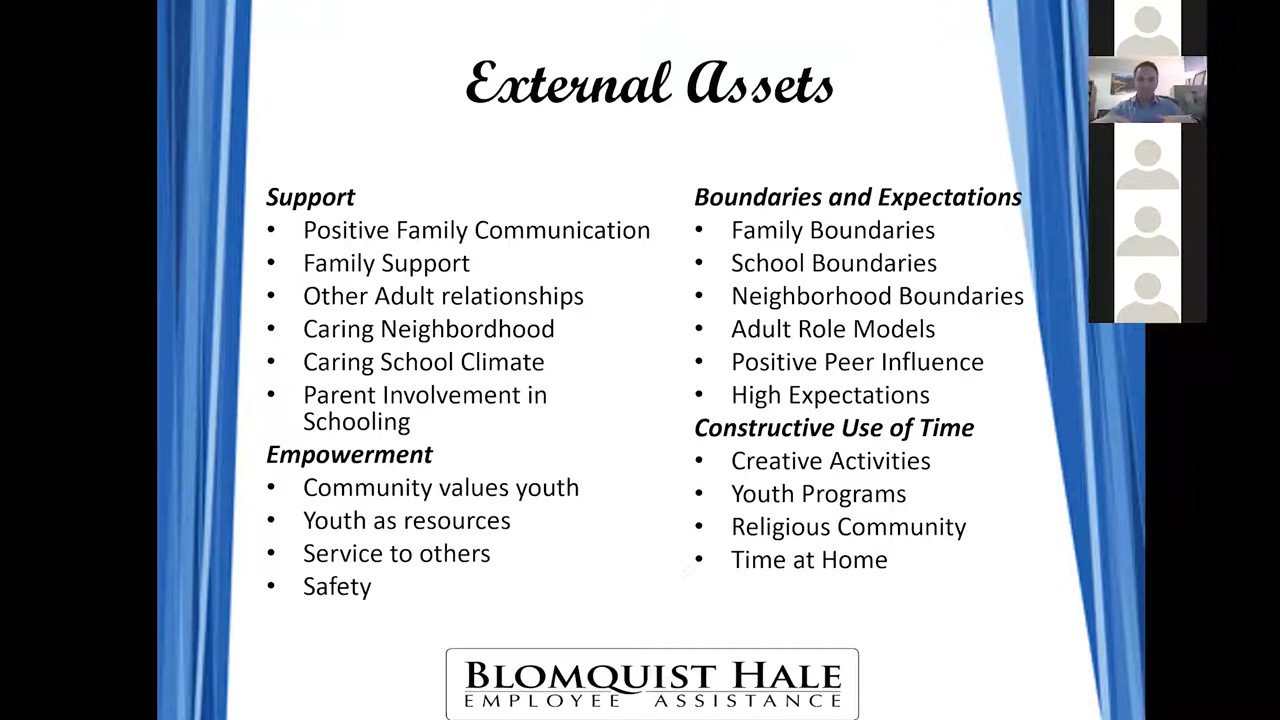 External Assets
Support
• Positive Family Communication
• Family Support
• Other Adult relationships
• Caring Neighbordhood
• Caring School Climate
• Parent Involvement in
Schooling
Empowerment
• Community values youth
• Youth as resources
• Service to others
• Safety
Boundaries and Expectations
• Family Boundaries
• School Boundaries
• Neighborhood Boundaries
• Adult Role Models
• Positive Peer Influence
• High Expectations
Constructive Use of Time
• Creative Activities
• Youth Programs
• Religious Community
• Time at Home
BLOMQUIST HALE
EMPLOYEE ASSISTANCE